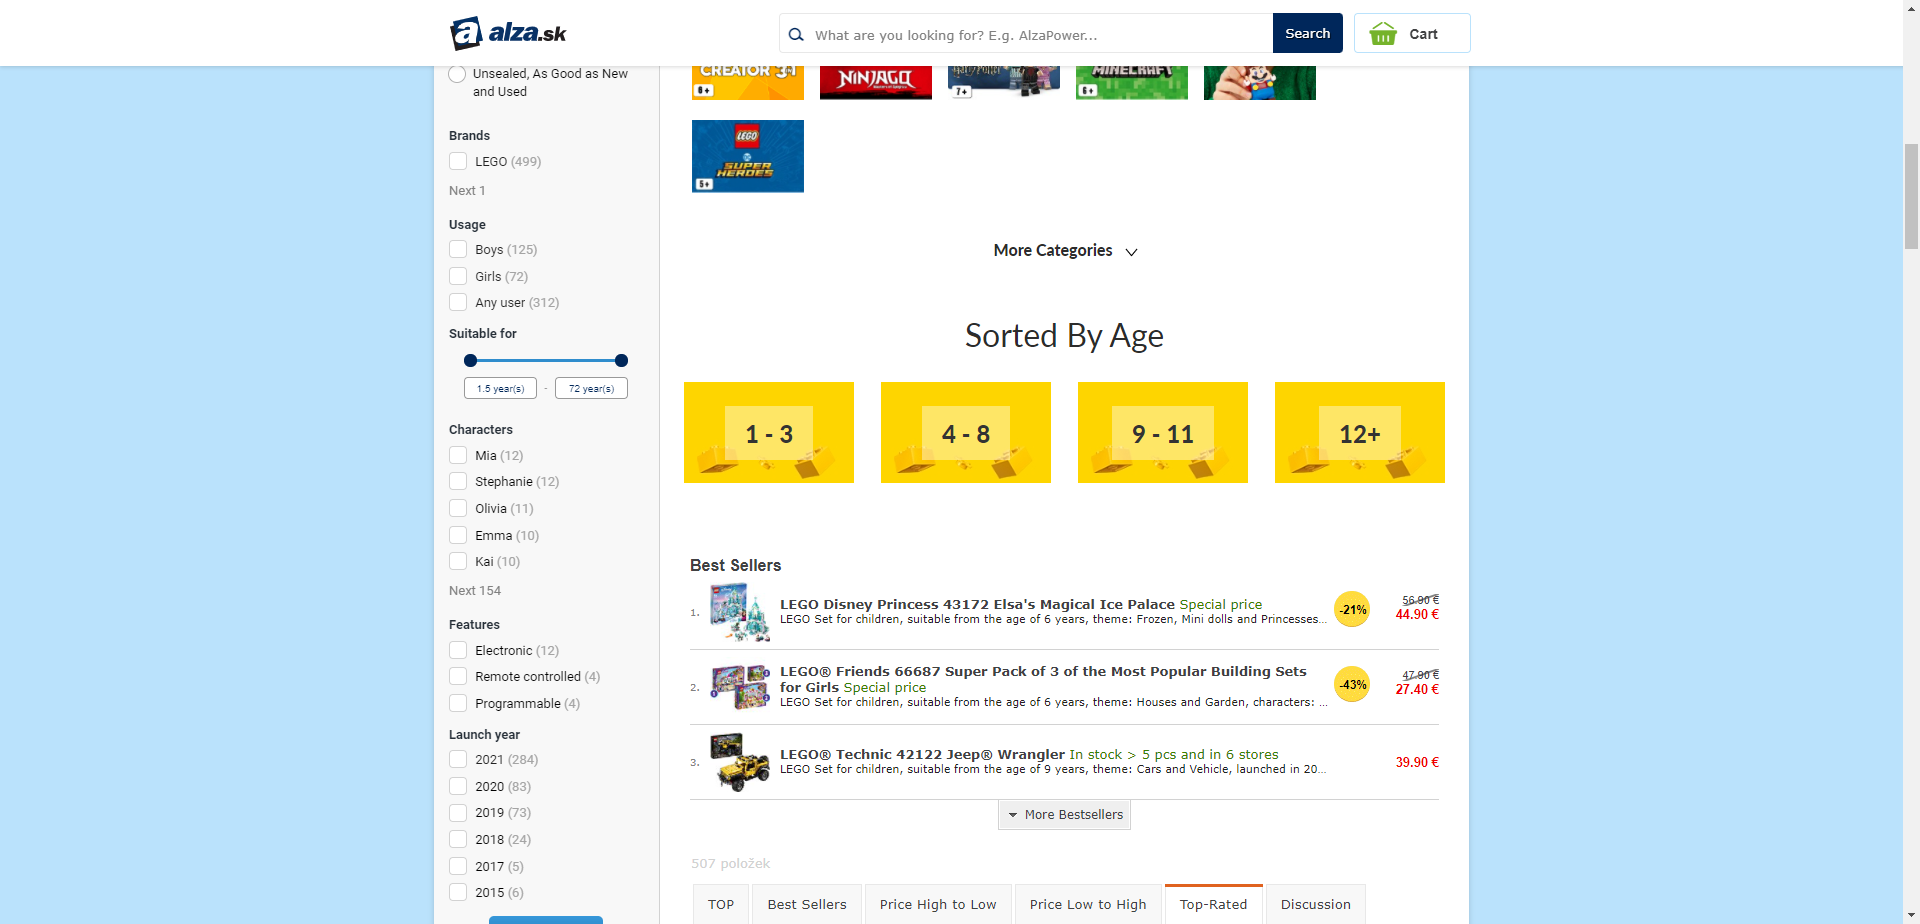 alza.sk
What are you looking for? E.g. AlzaPower...
Search
Cart
Unsealed, As Good as New
and Used
Brands
LEGO (499)
Next 1
Usage
Boys (125)
Girls (72)
Any user (312)
Suitable for
1.5 year(s) - 72 year(s)
Characters
Mia (12)
Stephanie (12)
Olivia (11)
Emma (10)
Kai (10)
Next 154
Features
Electronic (12)
Remote controlled (4)
Programmable (4)
Launch year
2021 (284)
2020 (83)
2019 (73)
2018 (24)
2017 (5)
2015 (6)
CREATOR 3in1
6+
NINJAGO
Harry Potter
7+
MINECRAFT
6+
LEGO
DC
SUPER
HEROES
5+
More Categories
Sorted By Age
1 - 3
4 - 8
9 - 11
12+
Best Sellers
1.
LEGO Disney Princess 43172 Elsa's Magical Ice Palace Special price
LEGO Set for children, suitable from the age of 6 years, theme: Frozen, Mini dolls and Princesses...
-21%
56.90 €
44.90 €
2.
LEGO® Friends 66687 Super Pack of 3 of the Most Popular Building Sets
for Girls Special price
LEGO Set for children, suitable from the age of 6 years, theme: Houses and Garden, characters: ...
-43%
47.90 €
27.40 €
3.
LEGO® Technic 42122 Jeep® Wrangler In stock > 5 pcs and in 6 stores
LEGO Set for children, suitable from the age of 9 years, theme: Cars and Vehicle, launched in 20...
39.90 €
More Bestsellers
507 položek
TOP
Best Sellers
Price High to Low
Price Low to High
Top-Rated
Discussion